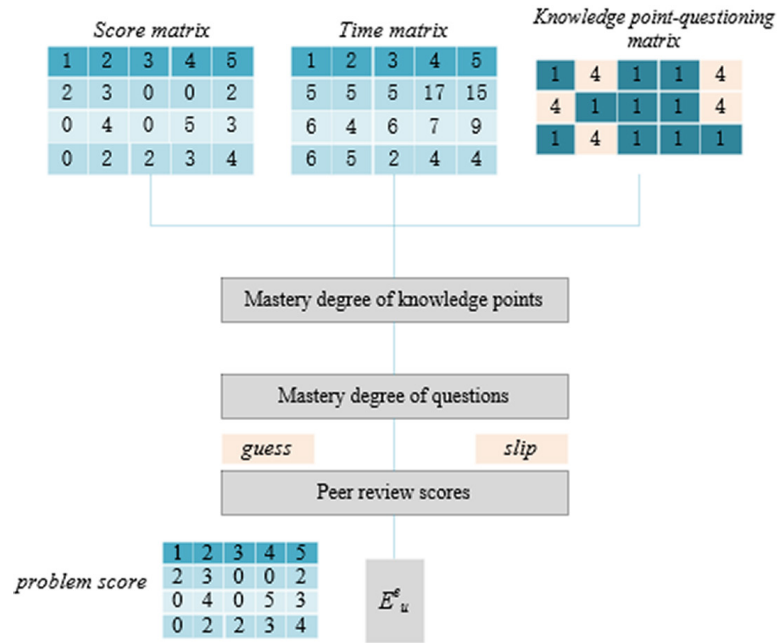 Score matrix
1 2 3 4 5
2 3 0 0 2
0 4 0 5 3
0 2 2 3 4
Time matrix
1 2 3 4 5
5 5 5 17 15
6 4 6 7 9
6 5 2 4 4
Knowledge point-questioning
matrix
1 4 1 1 4
4 1 1 1 4
1 4 1 1 1
Mastery degree of knowledge points
Mastery degree of questions
guess
slip
Peer review scores
problem score
1 2 3 4 5
2 3 0 0 2
0 4 0 5 3
0 2 2 3 4
E^e_u